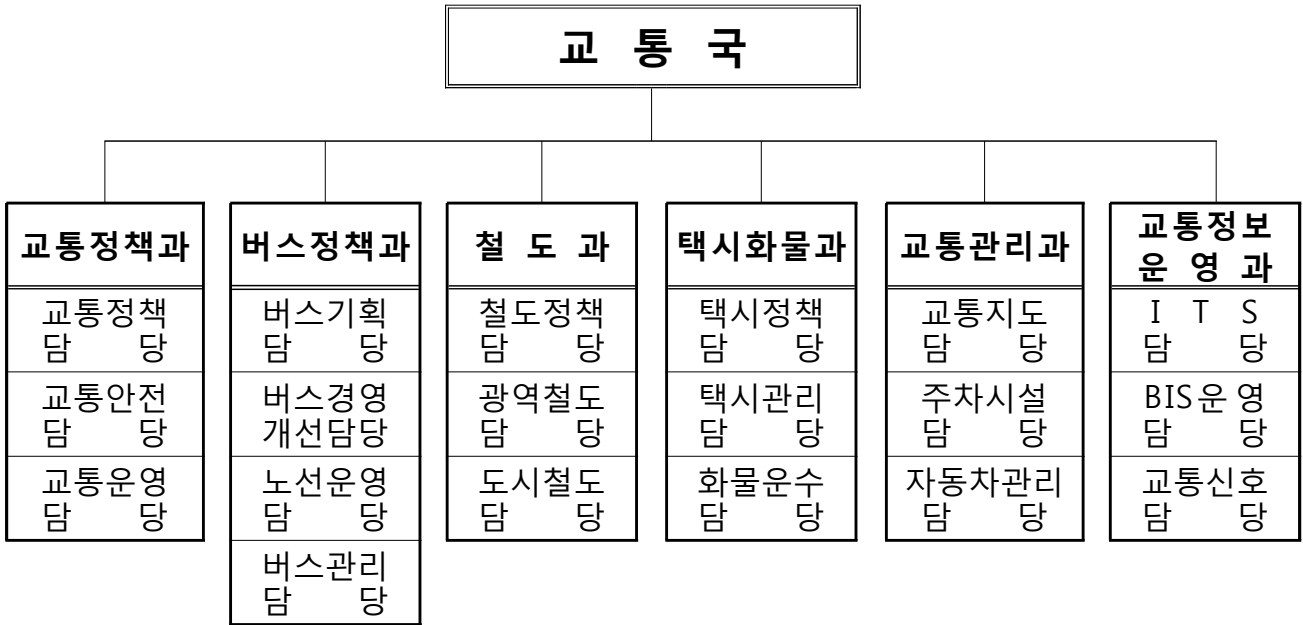 교 통 국
교통정책과
교통정책
담 당
교통안전
담 당
교통운영
담 당
버스정책과
버스기획
담 당
버스경영
개선담당
노선운영
담 당
버스관리
담 당
철 도 과
철도정책
담 당
광역철도
담 당
도시철도
담 당
택시화물과
택시정책
담 당
택시관리
담 당
화물운수
담 당
교통관리과
교통지도
담 당
주차시설
담 당
자동차관리
담 당
교통정보
운 영 과
I T S
담 당
BIS운 영
담 당
교통신호
담 당